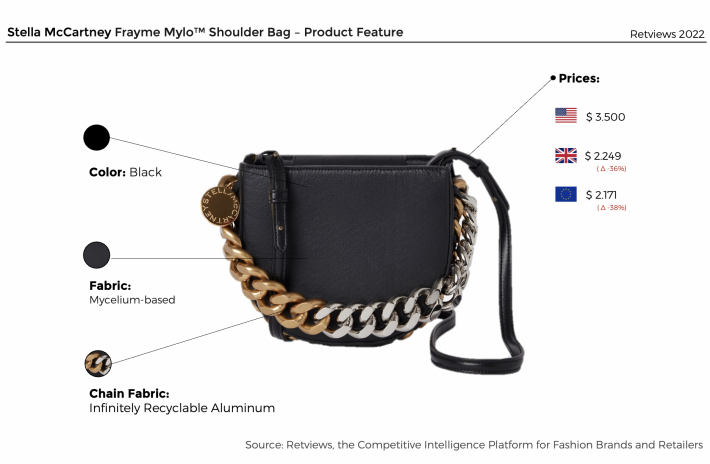 Stella McCartney Frayme Mylo™ Shoulder Bag – Product Feature
Retviews 2022
Prices:
$ 3.500
$ 2.249
(Δ -36%)
$ 2.171
(Δ -38%)
Color: Black
STELLA McCARTNEY
Fabric:
Mycelium-based
Chain Fabric:
Infinitely Recyclable Aluminum
Source: Retviews, the Competitive Intelligence Platform for Fashion Brands and Retailers